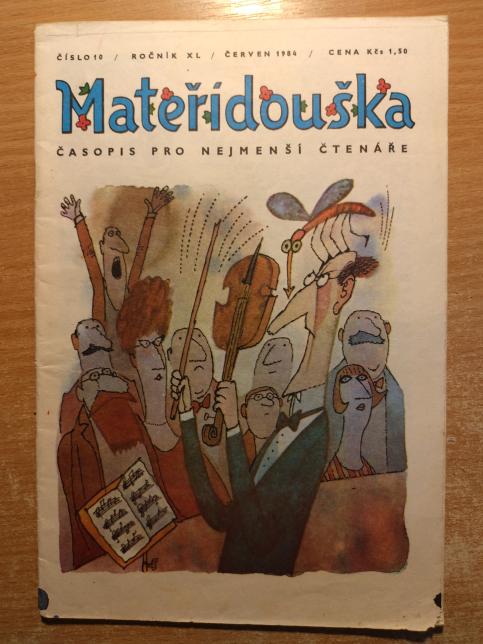 ČÍSLO 10 / ROČNÍK XL / ČERVEN 1984 / CENA Kčs 1,50
Mateřídouška
ČASOPIS PRO NEJMENŠÍ ČTENÁŘE